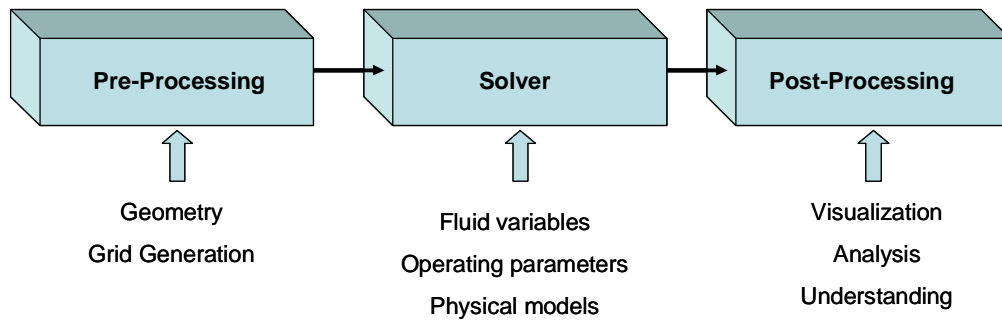 Pre-Processing
Solver
Post-Processing
Geometry
Grid Generation
Fluid variables
Operating parameters
Physical models
Visualization
Analysis
Understanding